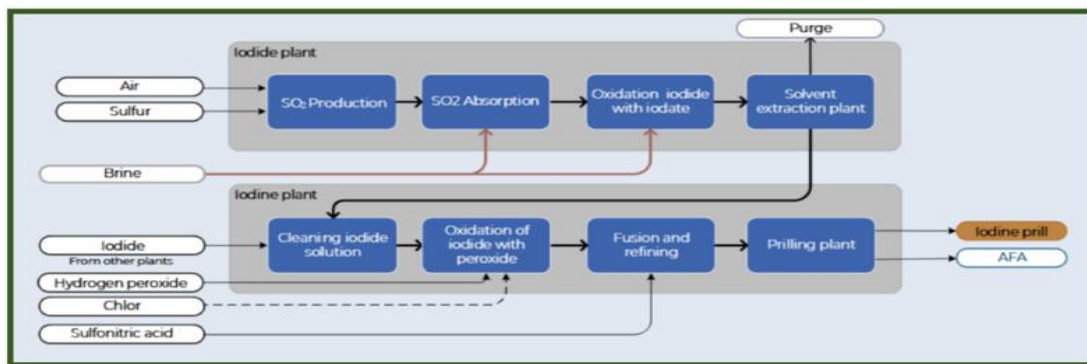 Purge
Iodide plant
Air
Sulfur
SO₂ Production
SO2 Absorption
Oxidation iodide
with iodate
Solvent
extraction plant
Brine
Iodine plant
Iodide
From other plants
Cleaning iodide
solution
Oxidation of
iodide with
peroxide
Fusion and
refining
Prilling plant
Iodine prill
AFA
Hydrogen peroxide
Chlor
Sulfonitric acid